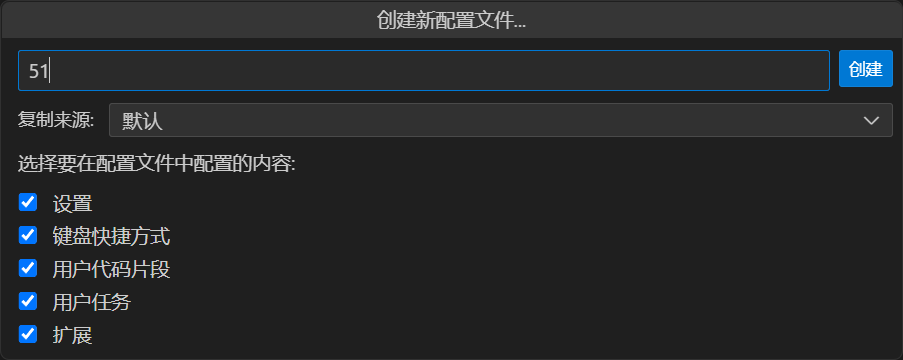 创建新配置文件...
51
创建
复制来源: 默认
选择要在配置文件中配置的内容:
设置
键盘快捷方式
用户代码片段
用户任务
扩展